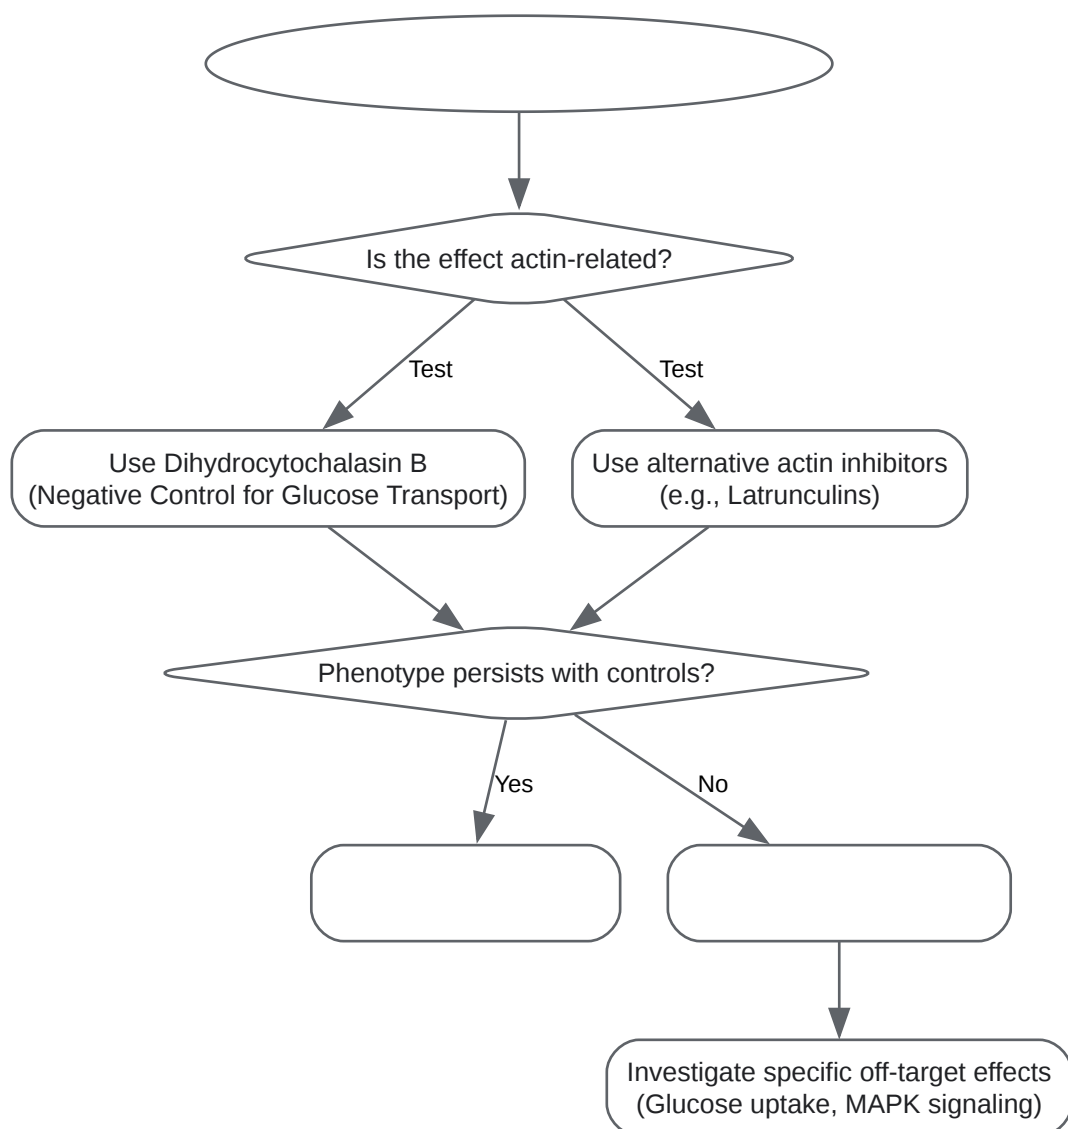 Is the effect actin-related?
Test
Test
Use Dihydrocytochalasin B
(Negative Control for Glucose Transport)
Use alternative actin inhibitors
(e.g., Latrunculins)
Phenotype persists with controls?
Yes
No
Investigate specific off-target effects
(Glucose uptake, MAPK signaling)